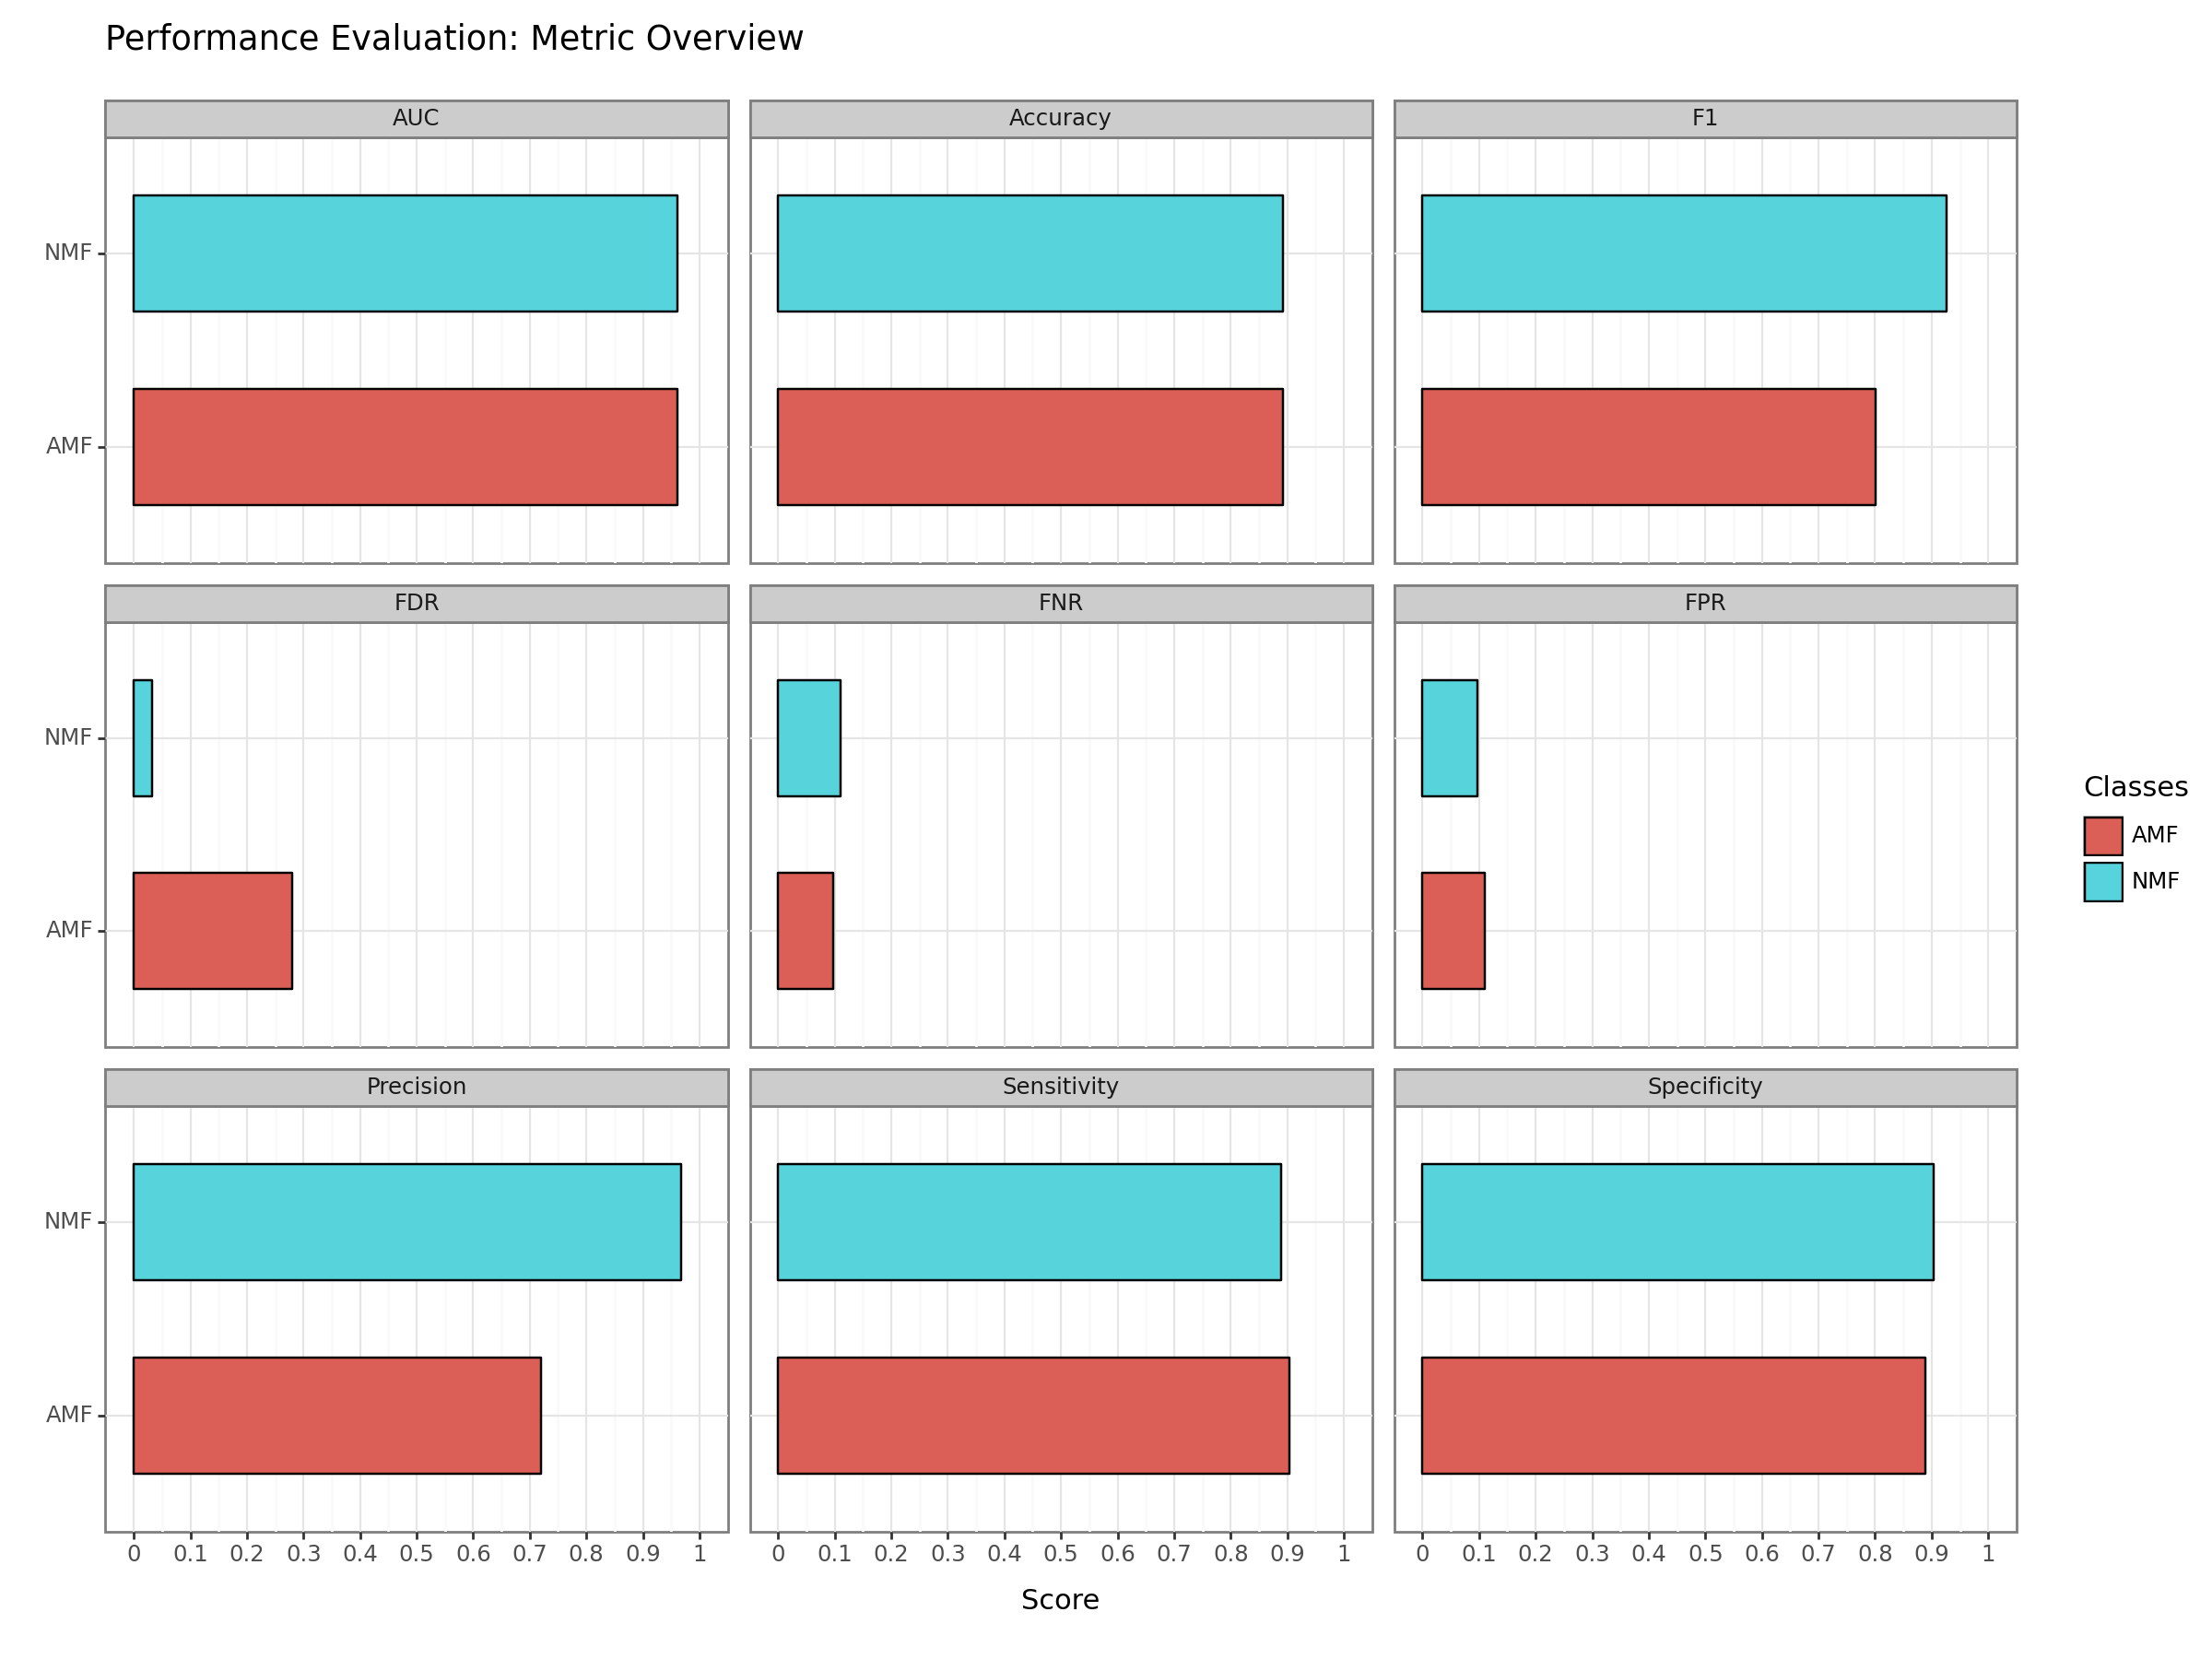 Performance Evaluation: Metric Overview
AUC
Accuracy
F1
NMF
AMF
FDR
FNR
FPR
NMF
AMF
Classes
AMF
NMF
Precision
Sensitivity
Specificity
NMF
AMF
0 0.1 0.2 0.3 0.4 0.5 0.6 0.7 0.8 0.9 1
0 0.1 0.2 0.3 0.4 0.5 0.6 0.7 0.8 0.9 1
0 0.1 0.2 0.3 0.4 0.5 0.6 0.7 0.8 0.9 1
Score